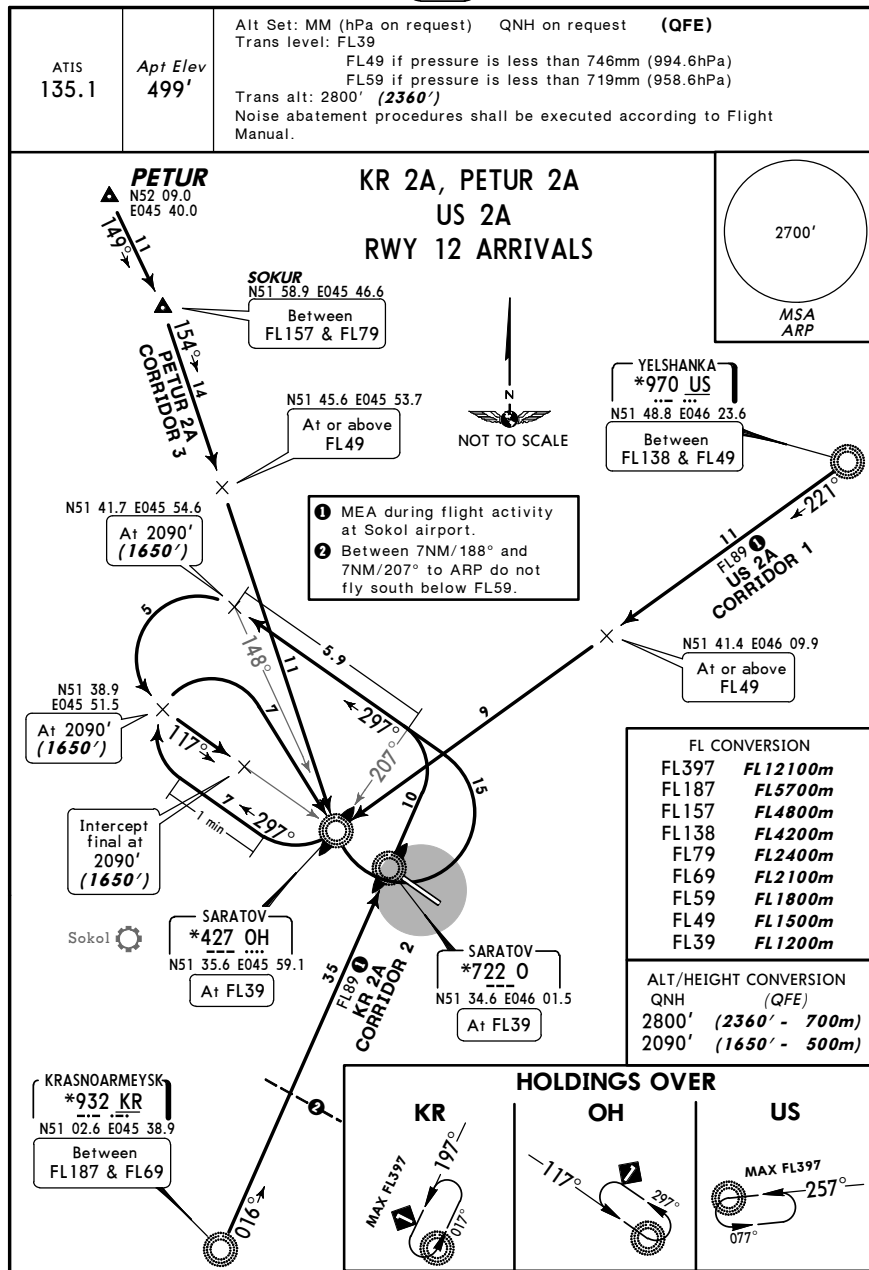 ATIS
135.1
Apt Elev
499'
Alt Set: MM (hPa on request) QNH on request (QFE)
Trans level: FL39
FL49 if pressure is less than 746mm (994.6hPa)
FL59 if pressure is less than 719mm (958.6hPa)
Trans alt: 2800' (2360')
Noise abatement procedures shall be executed according to Flight
Manual.
KR 2A, PETUR 2A
US 2A
RWY 12 ARRIVALS
2700'
MSA
ARP
PETUR
N52 09.0
E045 40.0
149°
11
SOKUR
N51 58.9 E045 46.6
Between
FL157 & FL79
154°
14
PETUR 2A
CORRIDOR 3
N51 45.6 E045 53.7
At or above
FL49
N
NOT TO SCALE
YELSHANKA
*970 US
N51 48.8 E046 23.6
Between
FL138 & FL49
221°
11
FL89 1
US 2A
CORRIDOR 1
N51 41.7 E045 54.6
At 2090'
(1650')
1 MEA during flight activity
at Sokol airport.
2 Between 7NM/188° and
7NM/207° to ARP do not
fly south below FL59.
N51 41.4 E046 09.9
At or above
FL49
5
148°
11
5.9
297°
207°
9
10
15
N51 38.9
E045 51.5
At 2090'
(1650')
7
117°
7
297°
1 min
Intercept
final at
2090'
(1650')
Sokol
SARATOV
*427 OH
N51 35.6 E045 59.1
At FL39
SARATOV
*722 O
N51 34.6 E046 01.5
At FL39
35
FL89 1
KR 2A
CORRIDOR 2
2
KRASNOARMEYSK
*932 KR
N51 02.6 E045 38.9
Between
FL187 & FL69
016°
FL CONVERSION
FL397 FL12100m
FL187 FL5700m
FL157 FL4800m
FL138 FL4200m
FL79 FL2400m
FL69 FL2100m
FL59 FL1800m
FL49 FL1500m
FL39 FL1200m
ALT/HEIGHT CONVERSION
QNH (QFE)
2800' (2360' - 700m)
2090' (1650' - 500m)
HOLDINGS OVER
KR
MAX FL397
197°
017°
1
OH
117°
297°
1
US
MAX FL397
257°
077°